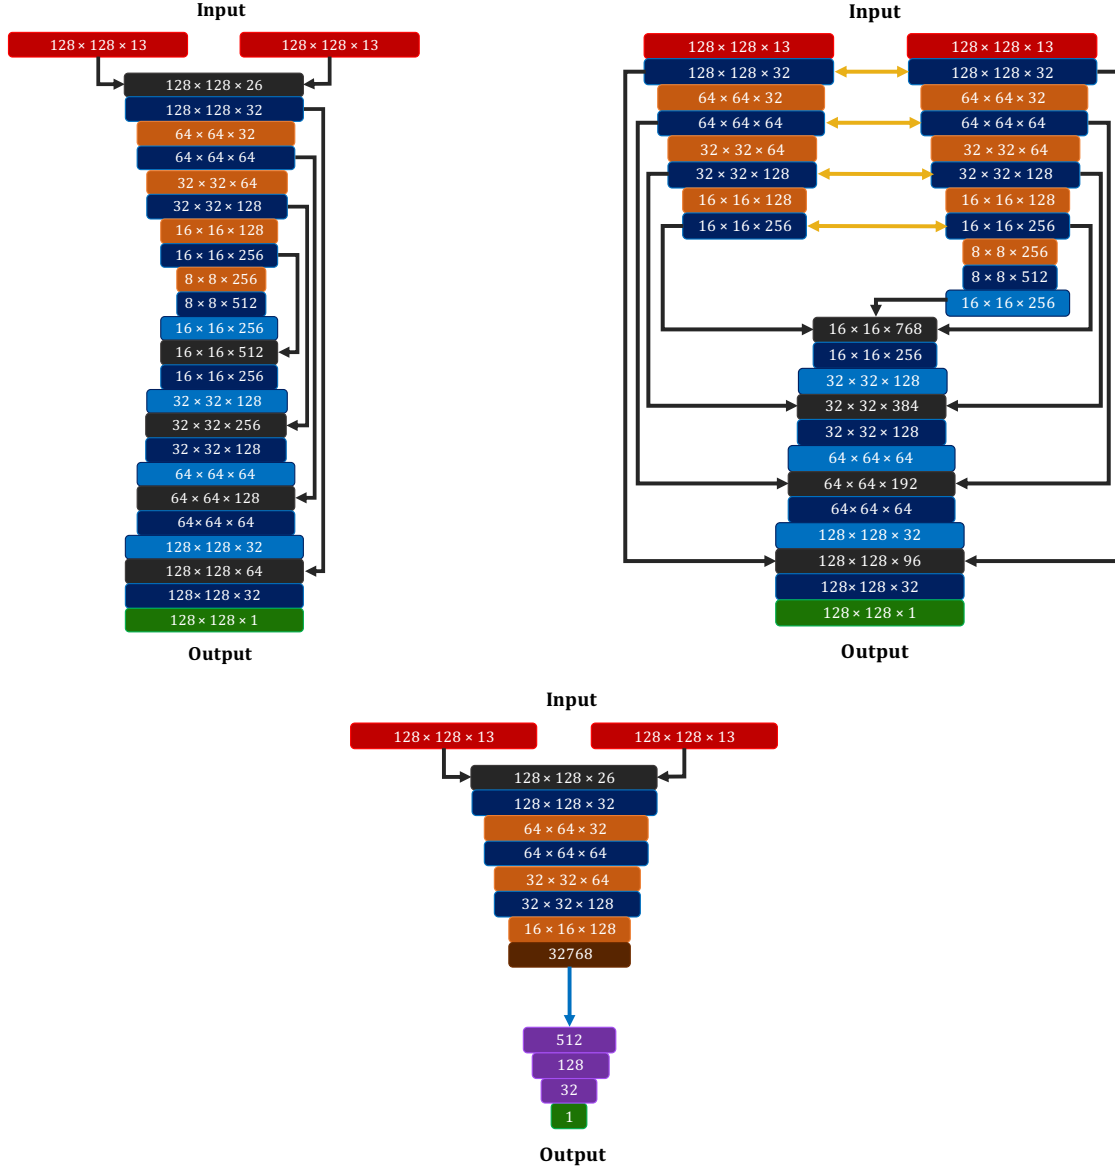 Input
128 × 128 × 13
128 × 128 × 13
128 × 128 × 26
128 × 128 × 32
64 × 64 × 32
64 × 64 × 64
32 × 32 × 64
32 × 32 × 128
16 × 16 × 128
16 × 16 × 256
8 × 8 × 256
8 × 8 × 512
16 × 16 × 256
16 × 16 × 512
16 × 16 × 256
32 × 32 × 128
32 × 32 × 256
32 × 32 × 128
64 × 64 × 64
64 × 64 × 128
64× 64 × 64
128 × 128 × 32
128 × 128 × 64
128× 128 × 32
128 × 128 × 1
Output
Input
128 × 128 × 13
128 × 128 × 32
64 × 64 × 32
64 × 64 × 64
32 × 32 × 64
32 × 32 × 128
16 × 16 × 128
16 × 16 × 256
128 × 128 × 13
128 × 128 × 32
64 × 64 × 32
64 × 64 × 64
32 × 32 × 64
32 × 32 × 128
16 × 16 × 128
16 × 16 × 256
8 × 8 × 256
8 × 8 × 512
16 × 16 × 256
16 × 16 × 768
16 × 16 × 256
32 × 32 × 128
32 × 32 × 384
32 × 32 × 128
64 × 64 × 64
64 × 64 × 192
64× 64 × 64
128 × 128 × 32
128 × 128 × 96
128× 128 × 32
128 × 128 × 1
Output
Input
128 × 128 × 13
128 × 128 × 13
128 × 128 × 26
128 × 128 × 32
64 × 64 × 32
64 × 64 × 64
32 × 32 × 64
32 × 32 × 128
16 × 16 × 128
32768
512
128
32
1
Output